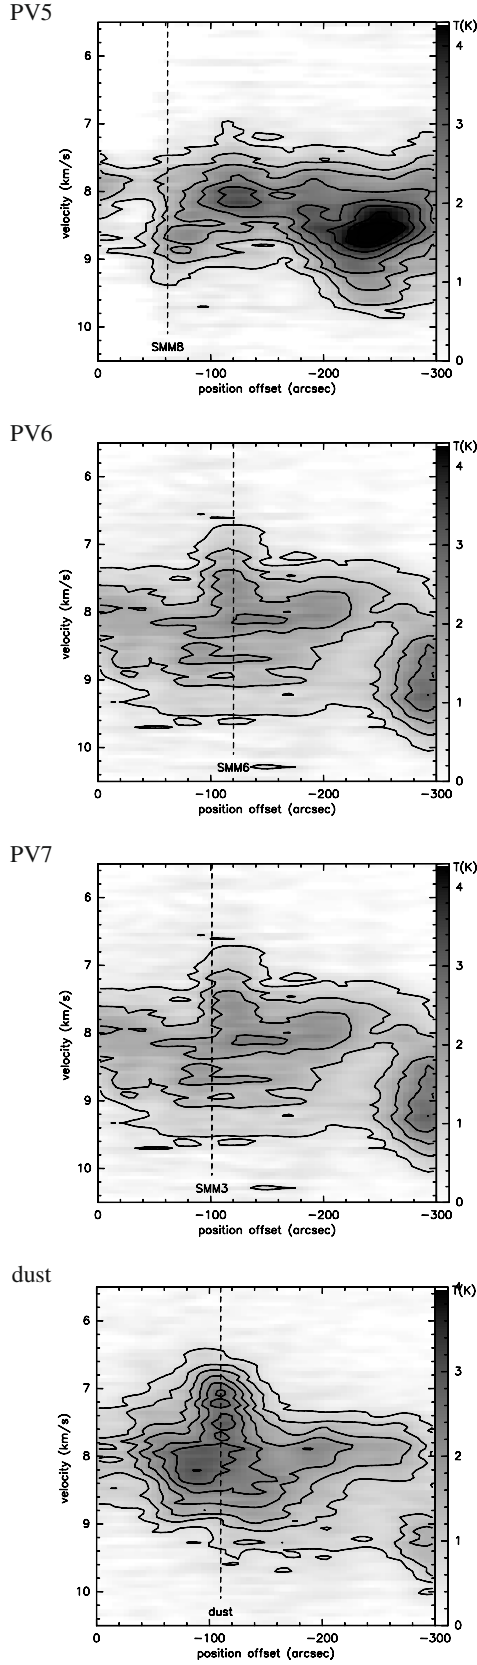 PV5
T(K)
6
7
8
9
10
velocity (km/s)
4
3
2
1
0
SMM8
0
−100
−200
−300
position offset (arcsec)
PV6
T(K)
6
7
8
9
10
velocity (km/s)
4
3
2
1
0
SMM6
0
−100
−200
−300
position offset (arcsec)
PV7
T(K)
6
7
8
9
10
velocity (km/s)
4
3
2
1
0
SMM3
0
−100
−200
−300
position offset (arcsec)
dust
4
T(K)
6
7
8
9
10
velocity (km/s)
3
2
1
0
dust
0
−100
−200
−300
position offset (arcsec)